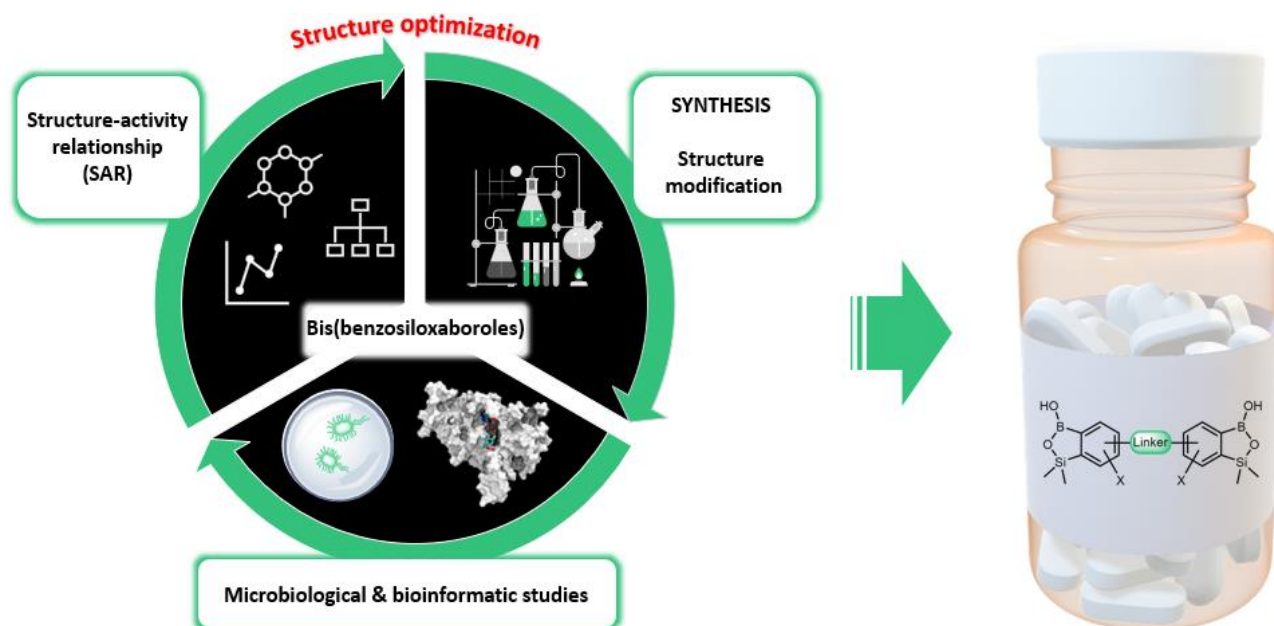 Structure optimization
Structure-activity
relationship
(SAR)
SYNTHESIS
Structure
modification
Bis(benzosiloxaboroles)
Microbiological & bioinformatic studies
HO
B
O
Si
X
Linker
X
OH
B
O
Si